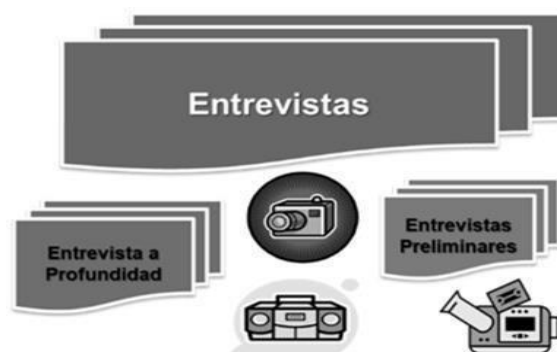 Entrevistas
Entrevista a
Profundidad
Entrevistas
Preliminares